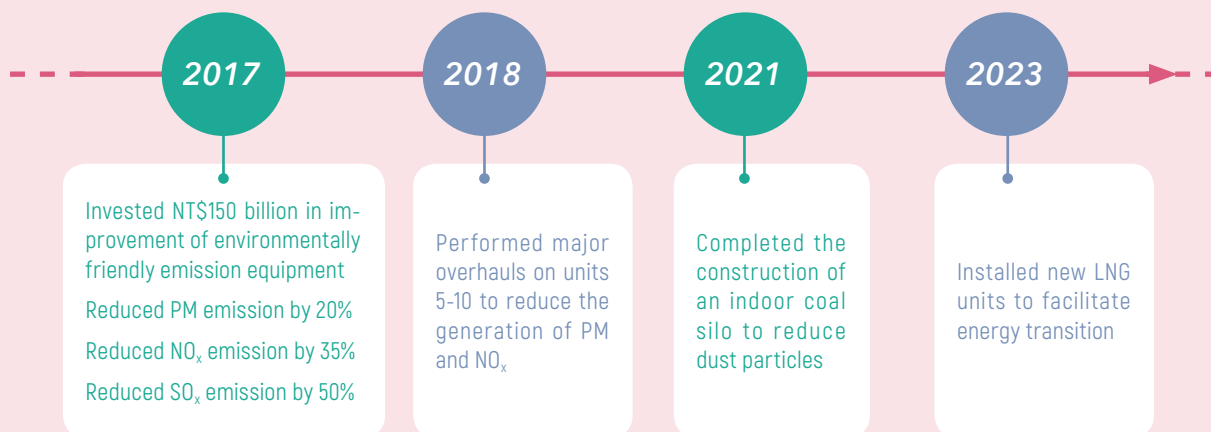 2017
Invested NT$150 billion in im-
provement of environmentally
friendly emission equipment
Reduced PM emission by 20%
Reduced NOx emission by 35%
Reduced SOx emission by 50%
2018
Performed major
overhauls on units
5-10 to reduce the
generation of PM
and NOx
2021
Completed the
construction of
an indoor coal
silo to reduce
dust particles
2023
Installed new LNG
units to facilitate
energy transition